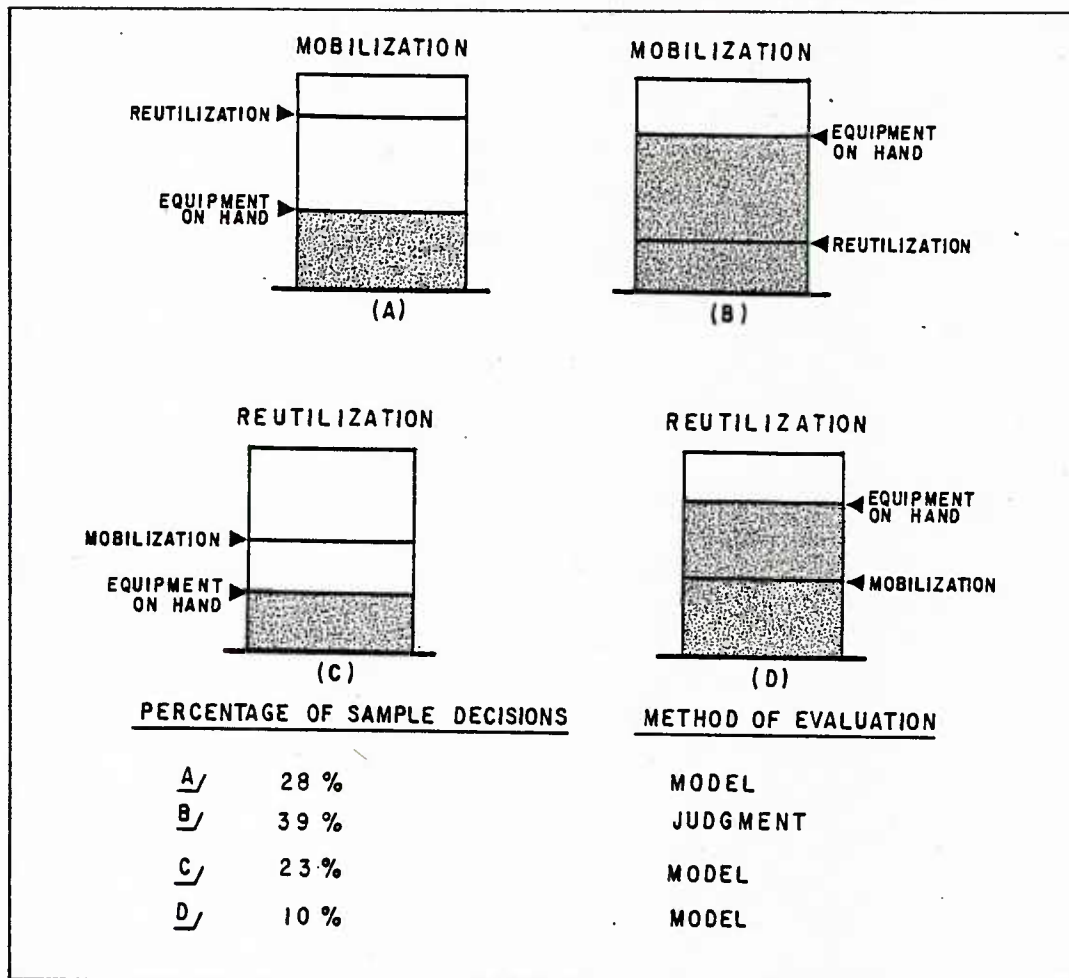 MOBILIZATION
REUTILIZATION
EQUIPMENT
ON HAND
(A)
MOBILIZATION
EQUIPMENT
ON HAND
REUTILIZATION
(B)
REUTILIZATION
MOBILIZATION
EQUIPMENT
ON HAND
(C)
REUTILIZATION
EQUIPMENT
ON HAND
MOBILIZATION
(D)
PERCENTAGE OF SAMPLE DECISIONS METHOD OF EVALUATION
A/ 28 % MODEL
B/ 39 % JUDGMENT
C/ 23 % MODEL
D/ 10 % MODEL